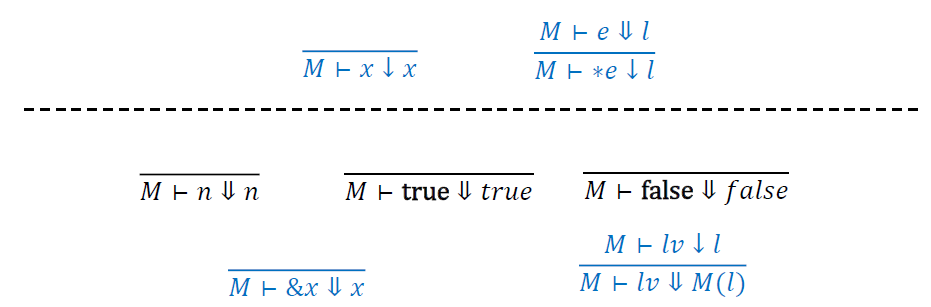 M ⊢ e ⇓ l
M ⊢ x ↓ x
M ⊢ ∗e ↓ l
M ⊢ n ⇓ n
M ⊢ true ⇓ true
M ⊢ false ⇓ false
M ⊢ lv ↓ l
M ⊢ &x ⇓ x
M ⊢ lv ⇓ M(l)